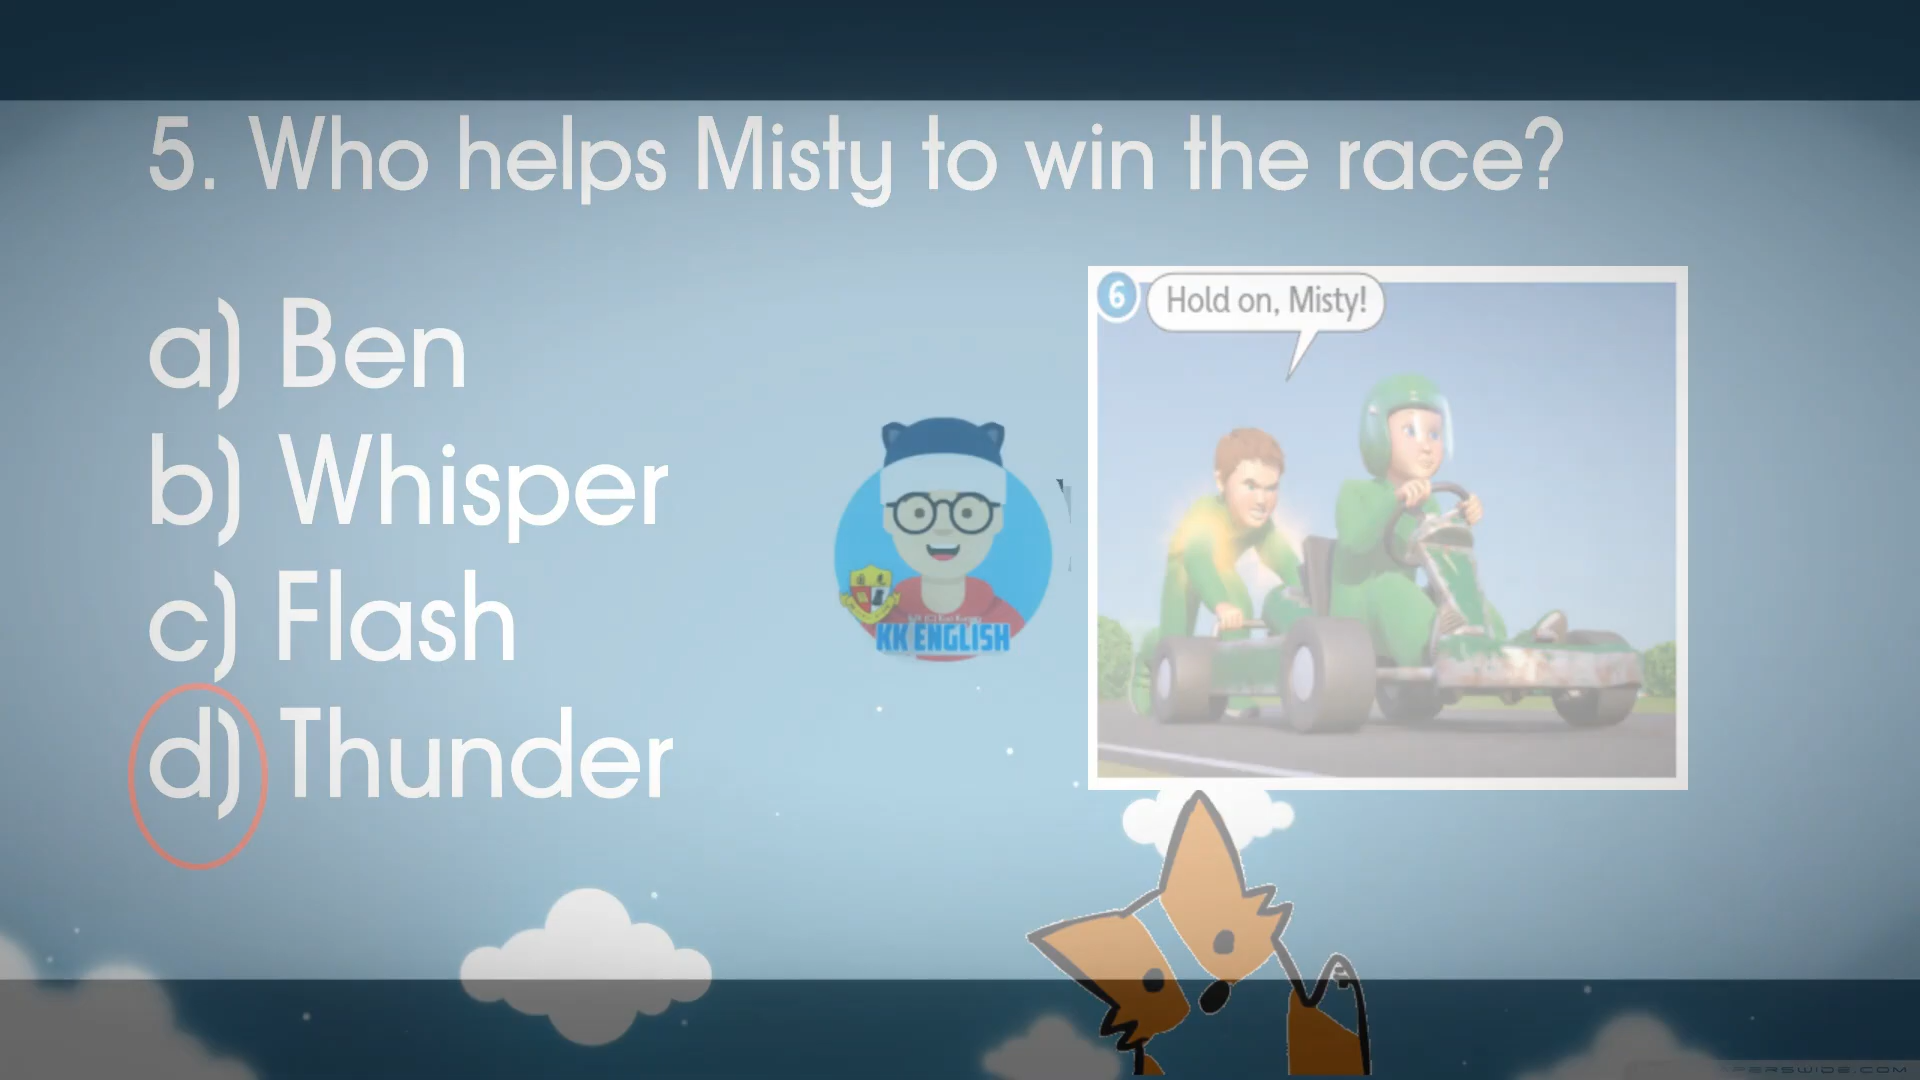 5. Who helps Misty to win the race?
a) Ben
b) Whisper
c) Flash
d) Thunder
6
Hold on, Misty!
KK ENGLISH